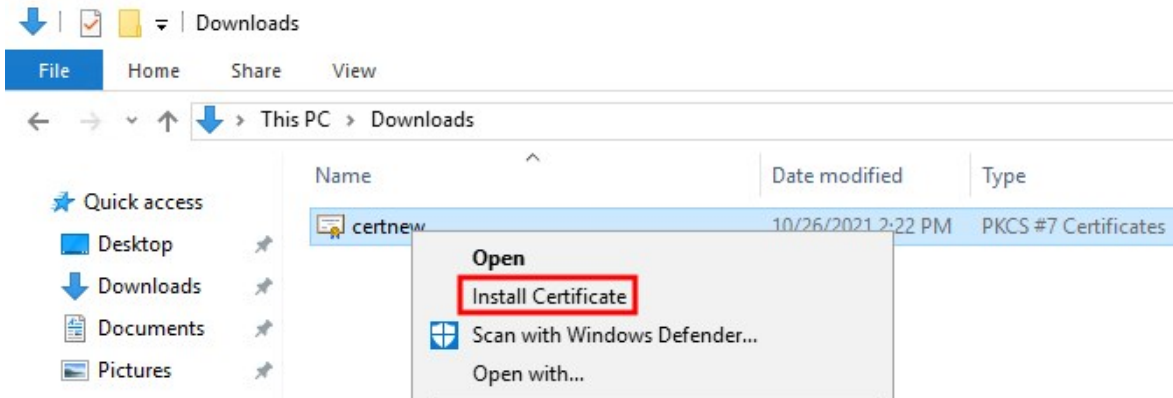 Downloads
File Home Share View
This PC > Downloads
Name Date modified Type
Quick access
certnew 10/26/2021 2:22 PM PKCS #7 Certificates
Desktop
Open
Downloads
Install Certificate
Documents
Scan with Windows Defender...
Pictures
Open with...